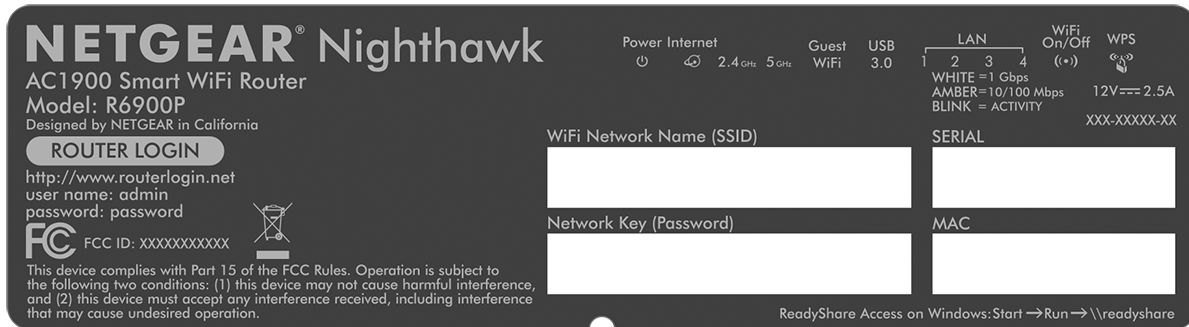 NETGEAR® Nighthawk
AC1900 Smart WiFi Router
Model: R6900P
Designed by NETGEAR in California
ROUTER LOGIN
http://www.routerlogin.net
user name: admin
password: password
FC FCC ID: XXXXXXXXXXX
This device complies with Part 15 of the FCC Rules. Operation is subject to
the following two conditions: (1) this device may not cause harmful interference,
and (2) this device must accept any interference received, including interference
that may cause undesired operation.
Power Internet
2.4 GHz 5 GHz
Guest
WiFi
USB
3.0
LAN
1 2 3 4
WiFi
On/Off
WPS
WHITE = 1 Gbps
AMBER = 10/100 Mbps
BLINK = ACTIVITY
12V⎓2.5A
XXX-XXXXX-XX
WiFi Network Name (SSID)
SERIAL
Network Key (Password)
MAC
ReadyShare Access on Windows: Start → Run → \\readyshare